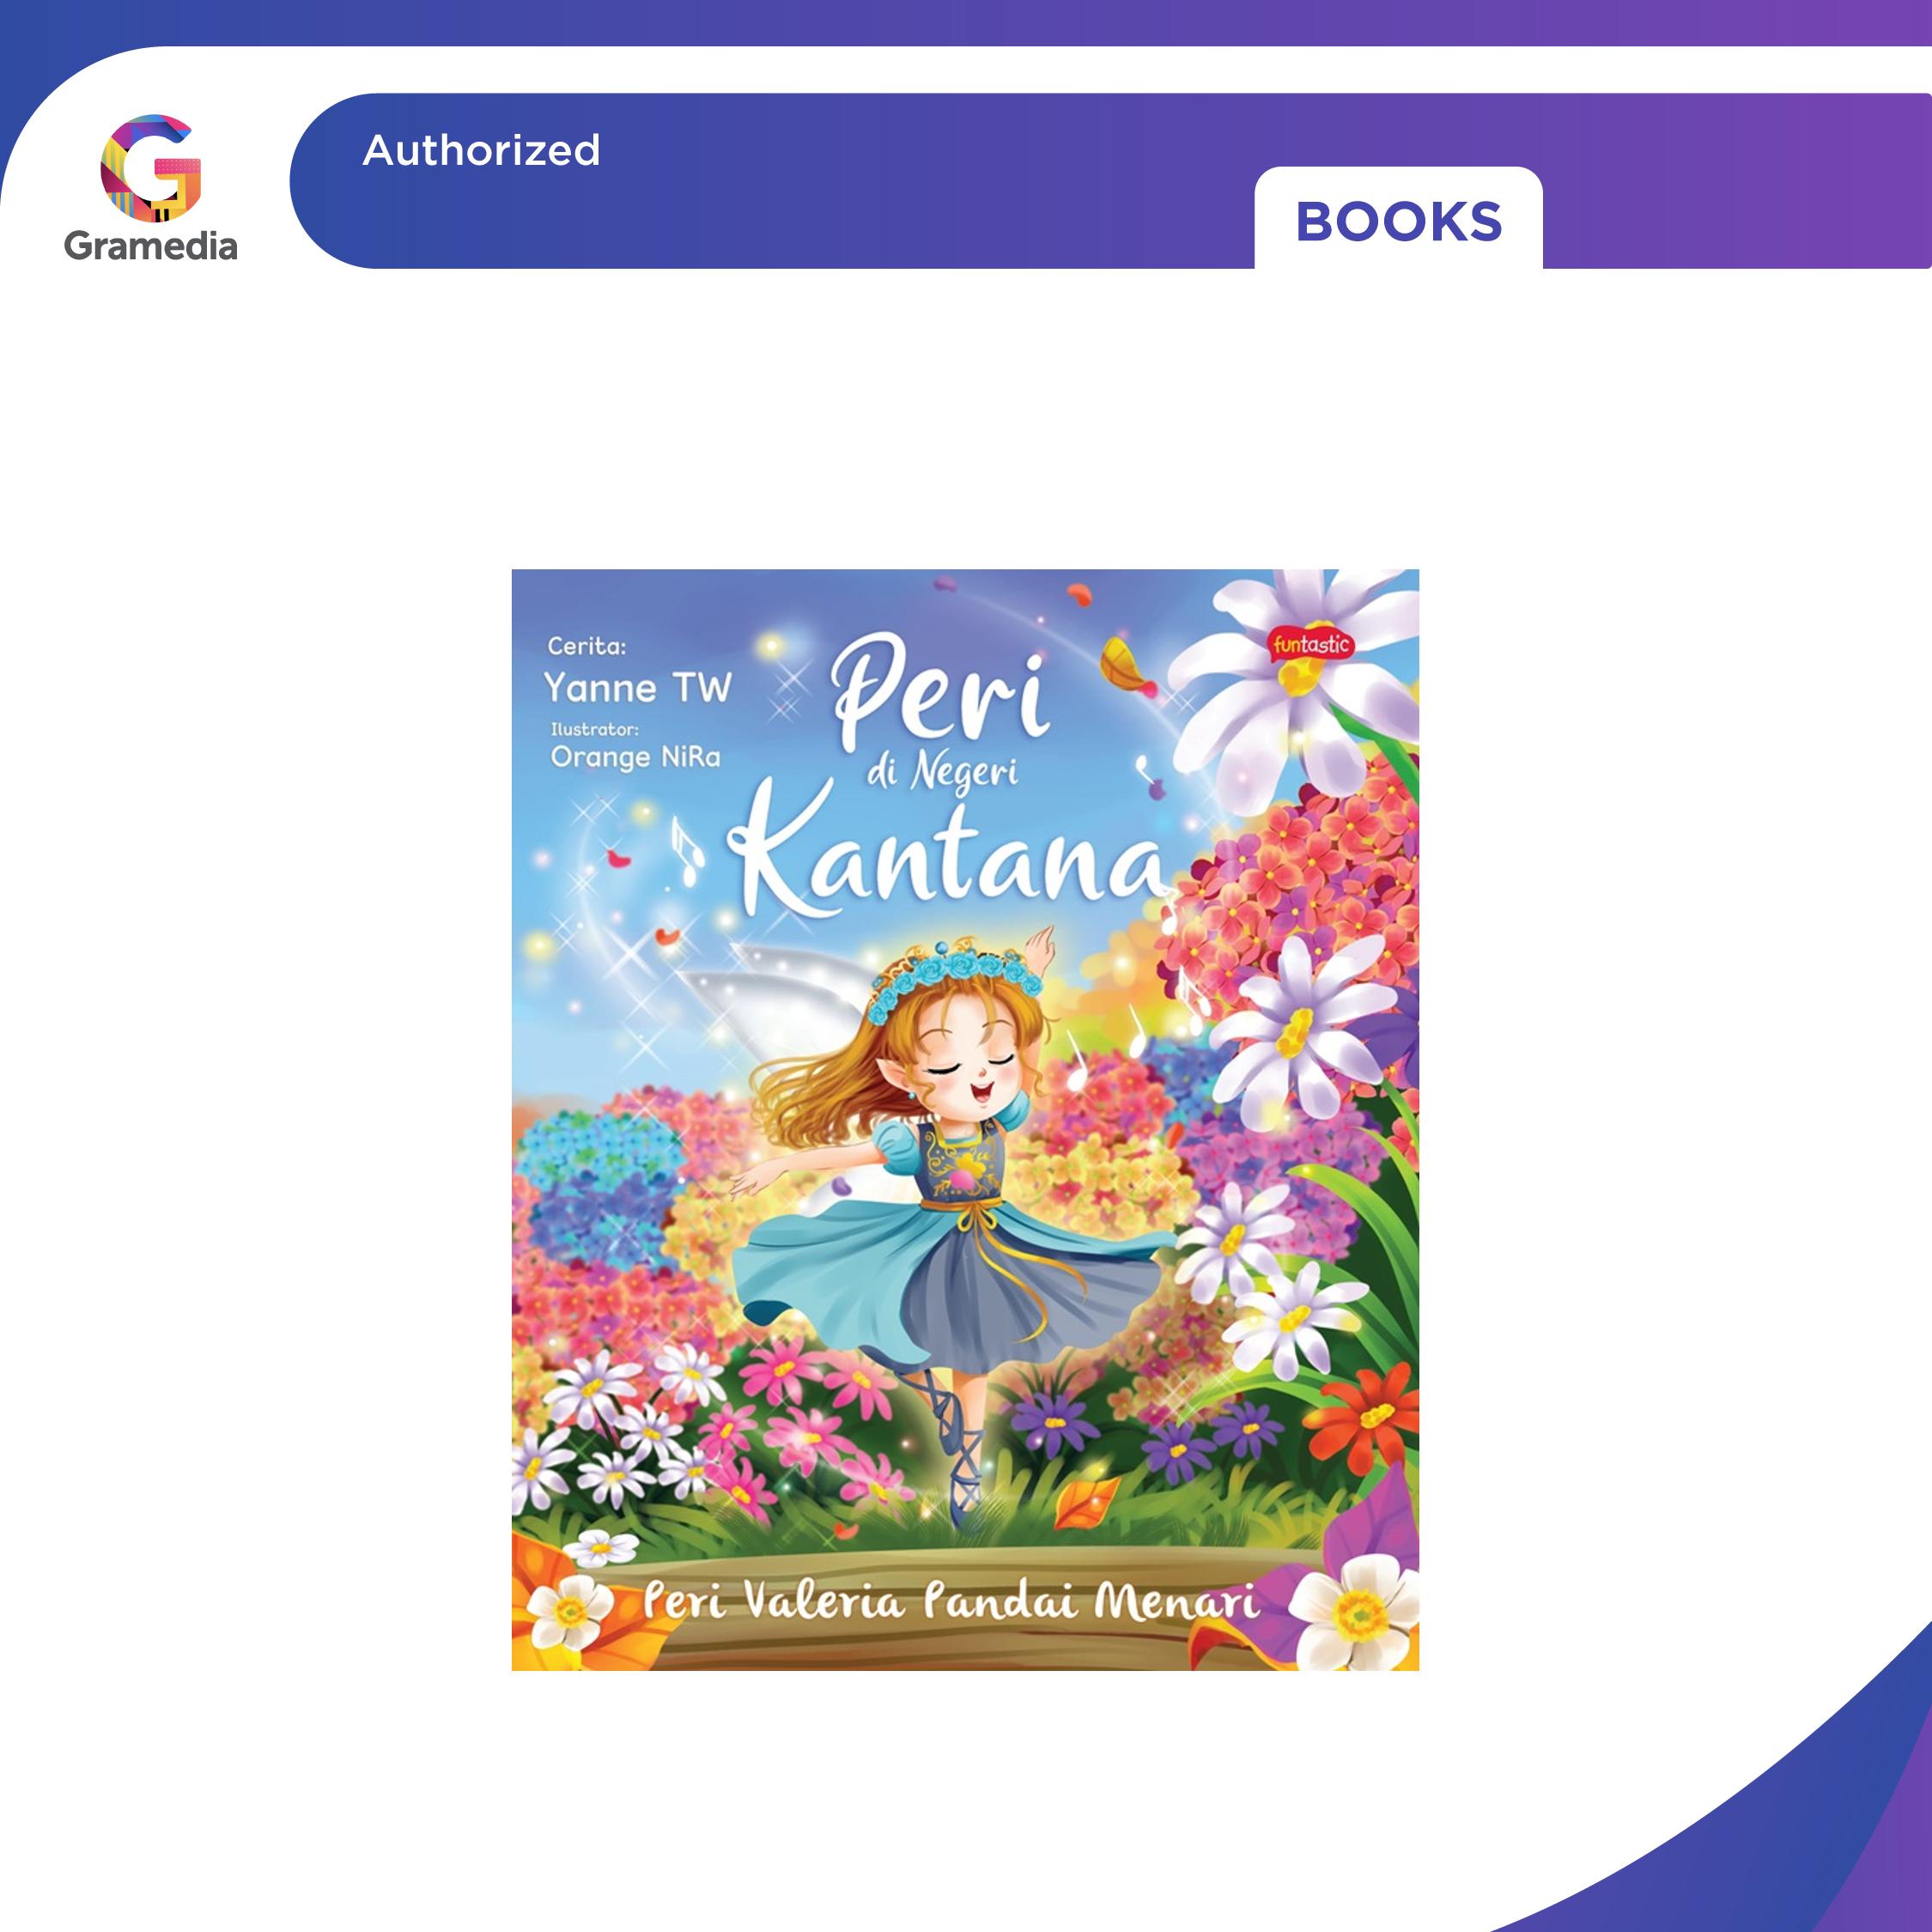 Authorized
Gramedia
BOOKS
Cerita:
Yanne TW
Ilustrator:
Orange NiRa
Peri
di Negeri
Kantana
funtastic
Peri Valeria Pandai Menari